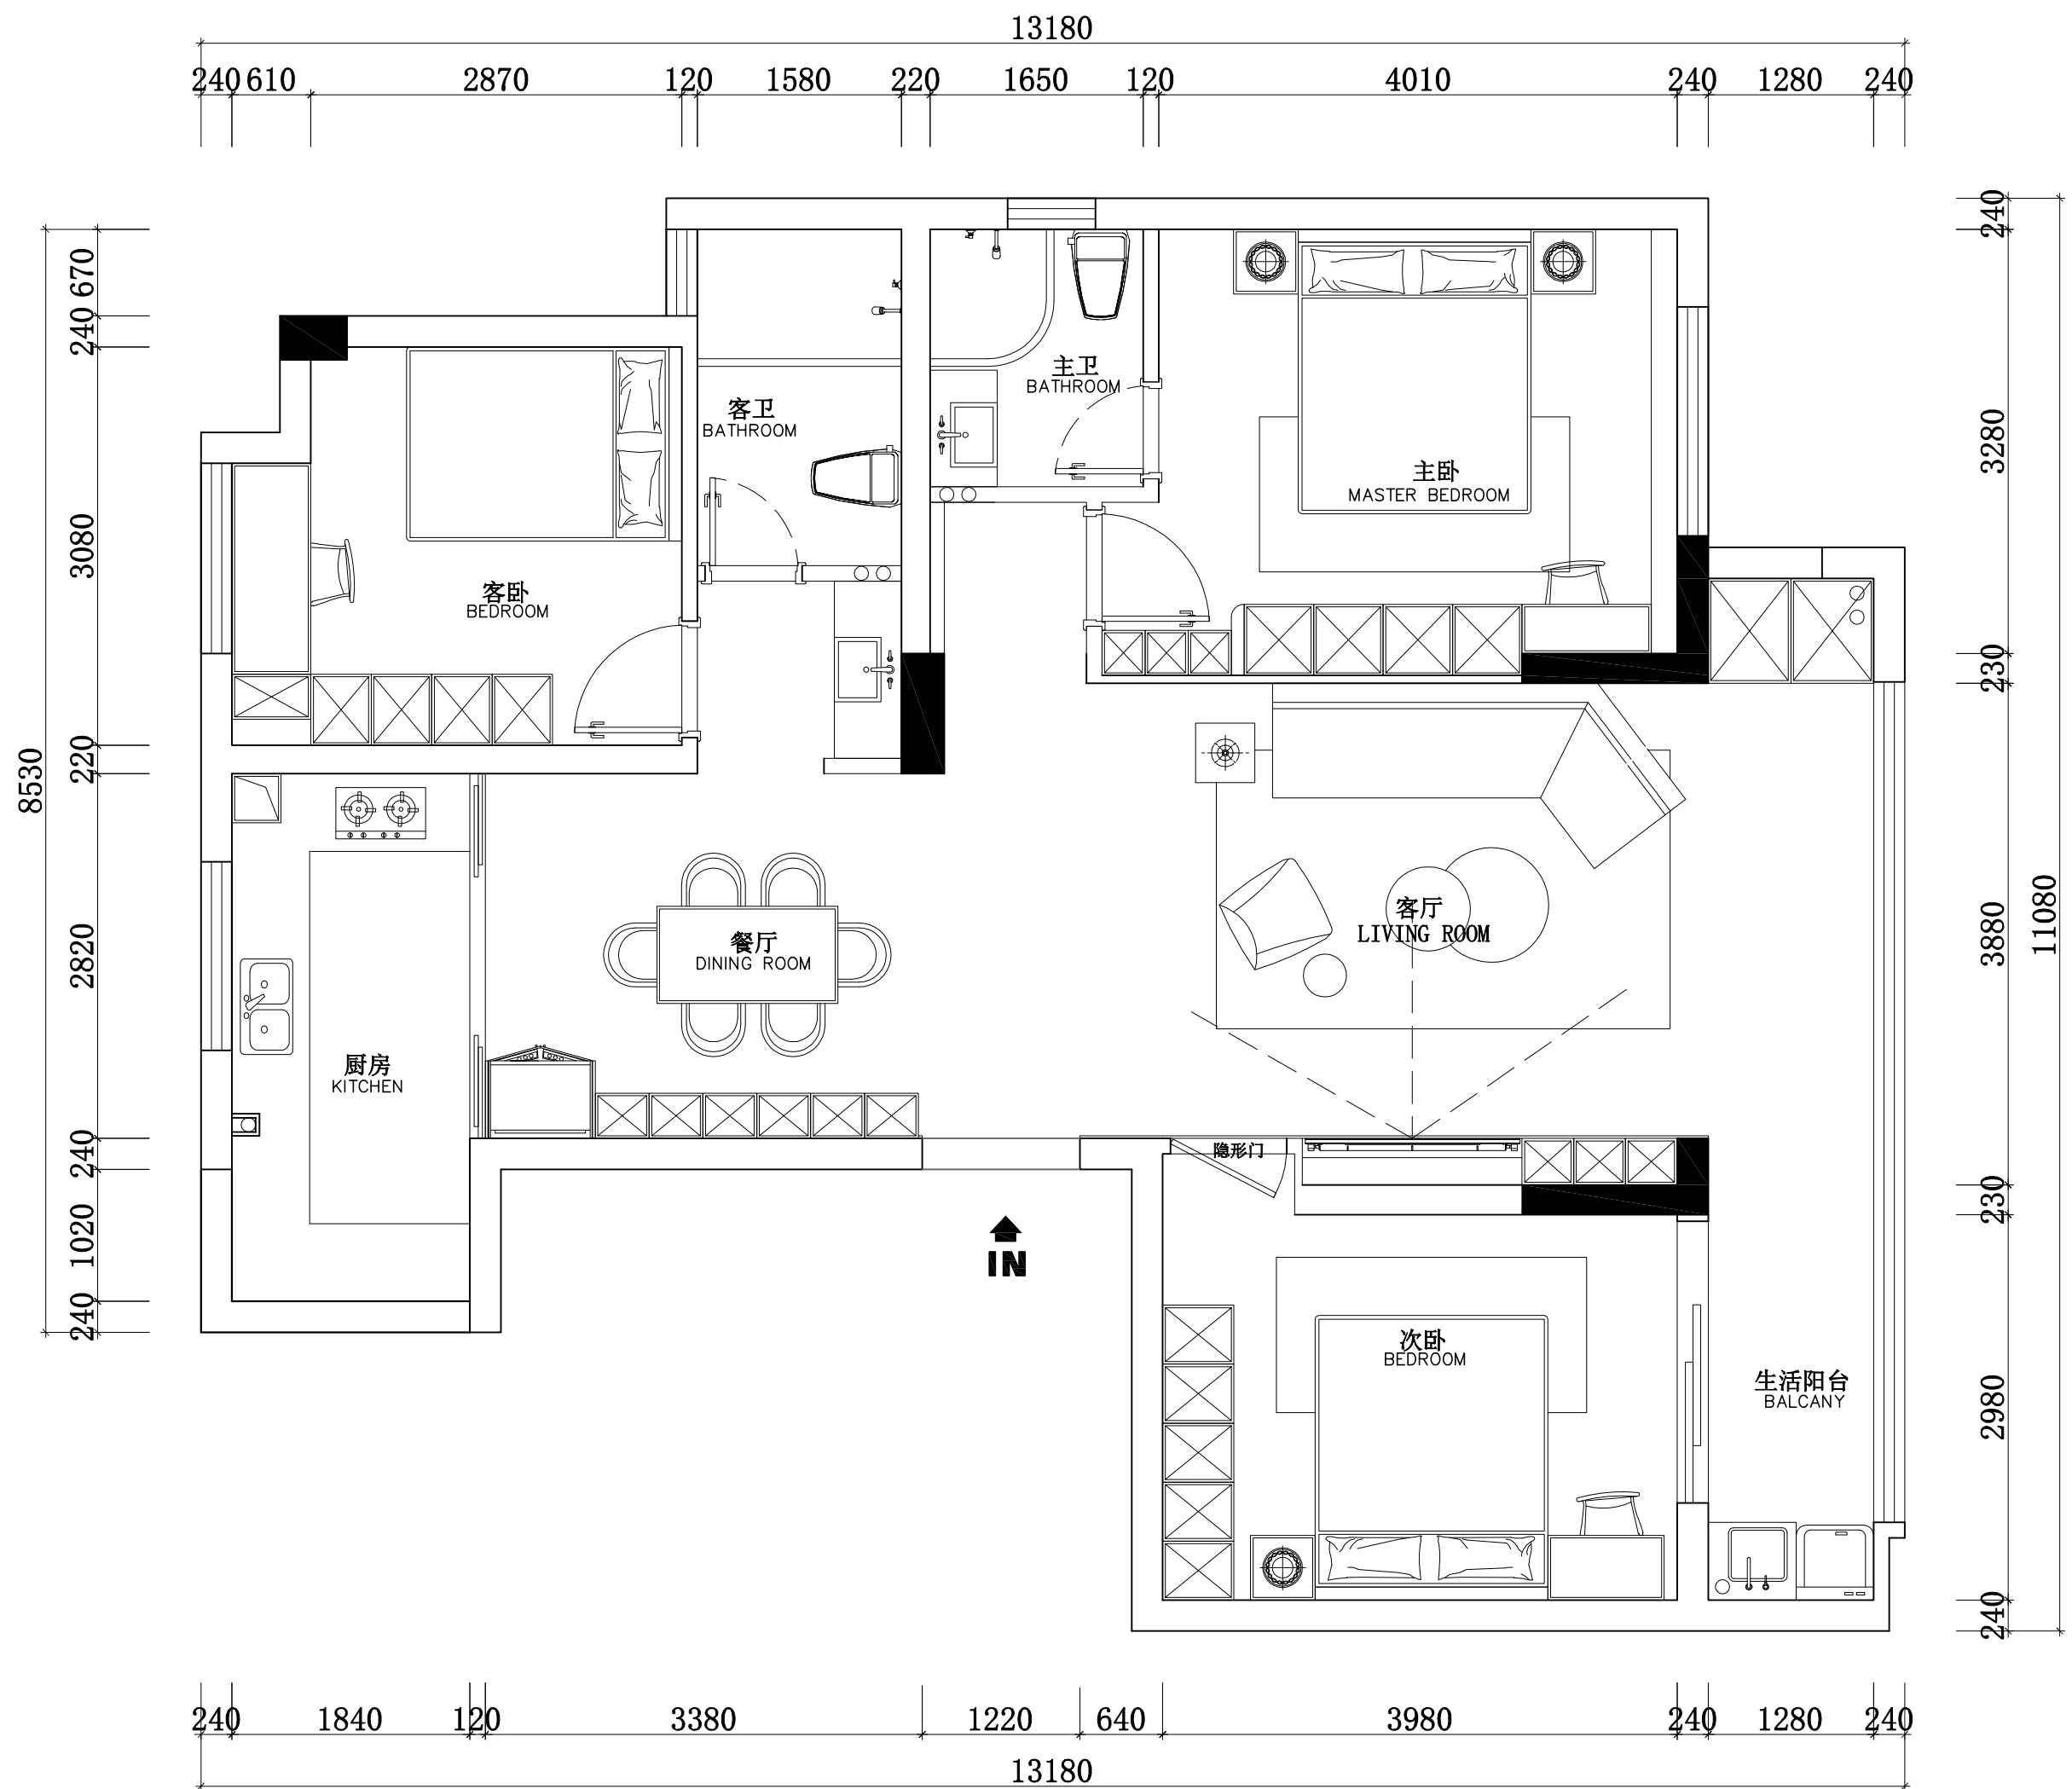 13180
240 610 2870 120 1580 220 1650 120 4010 240 1280 240
8530
670
240
3080
220
2820
240
1020
240
240
3280
230
3880
230
2980
240
11080
主卫
BATHROOM
客卫
BATHROOM
主卧
MASTER BEDROOM
客卧
BEDROOM
客厅
LIVING ROOM
餐厅
DINING ROOM
厨房
KITCHEN
隐形门
IN
次卧
BEDROOM
生活阳台
BALCANY
240 1840 120 3380 1220 640 3980 240 1280 240
13180